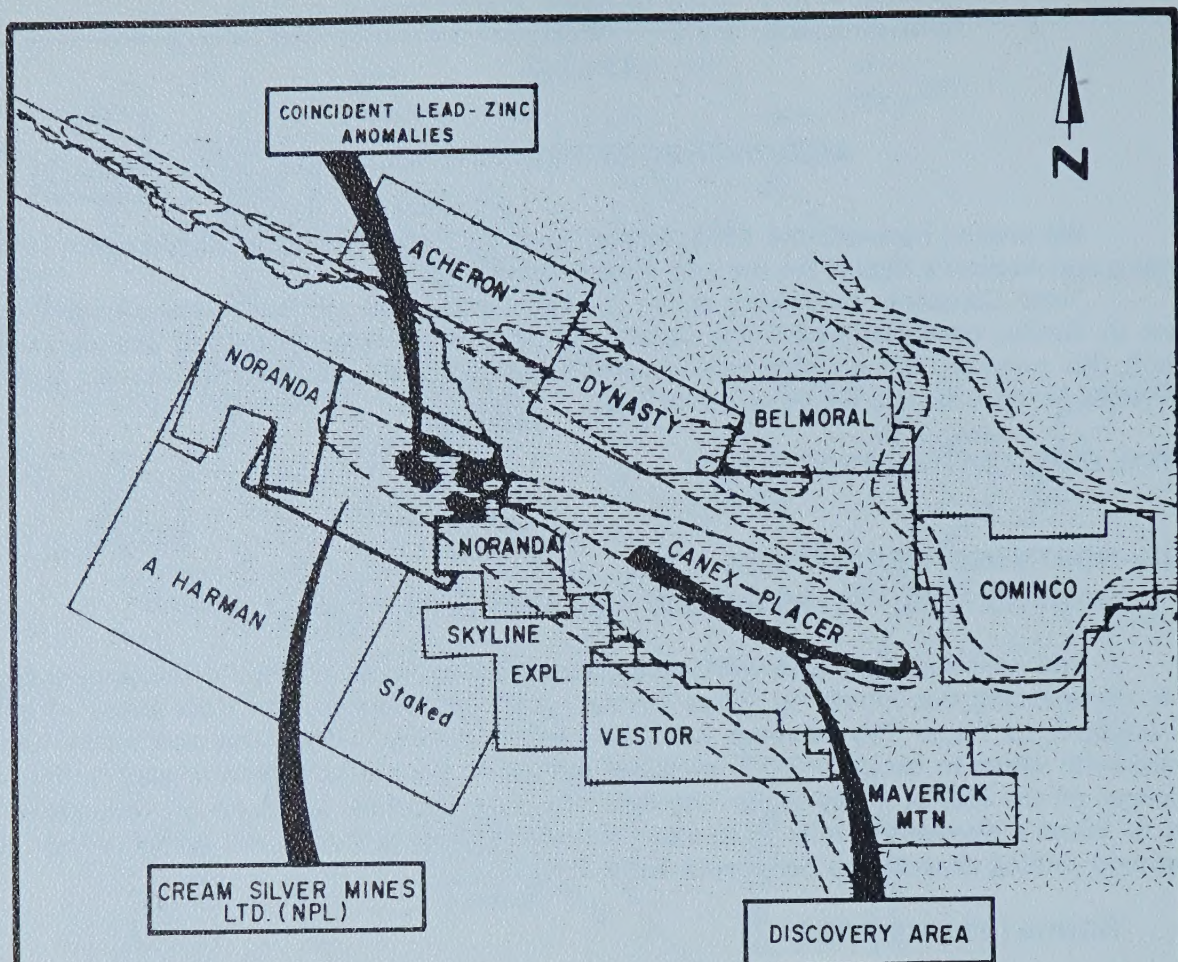 COINCIDENT LEAD-ZINC
ANOMALIES
N
ACHERON
NORANDA
DYNASTY
BELMORAL
NORANDA
CANEX-PLACER
COMINCO
A. HARMAN
SKYLINE
EXPL.
Staked
VESTOR
MAVERICK
MTN.
CREAM SILVER MINES
LTD. (NPL)
DISCOVERY AREA